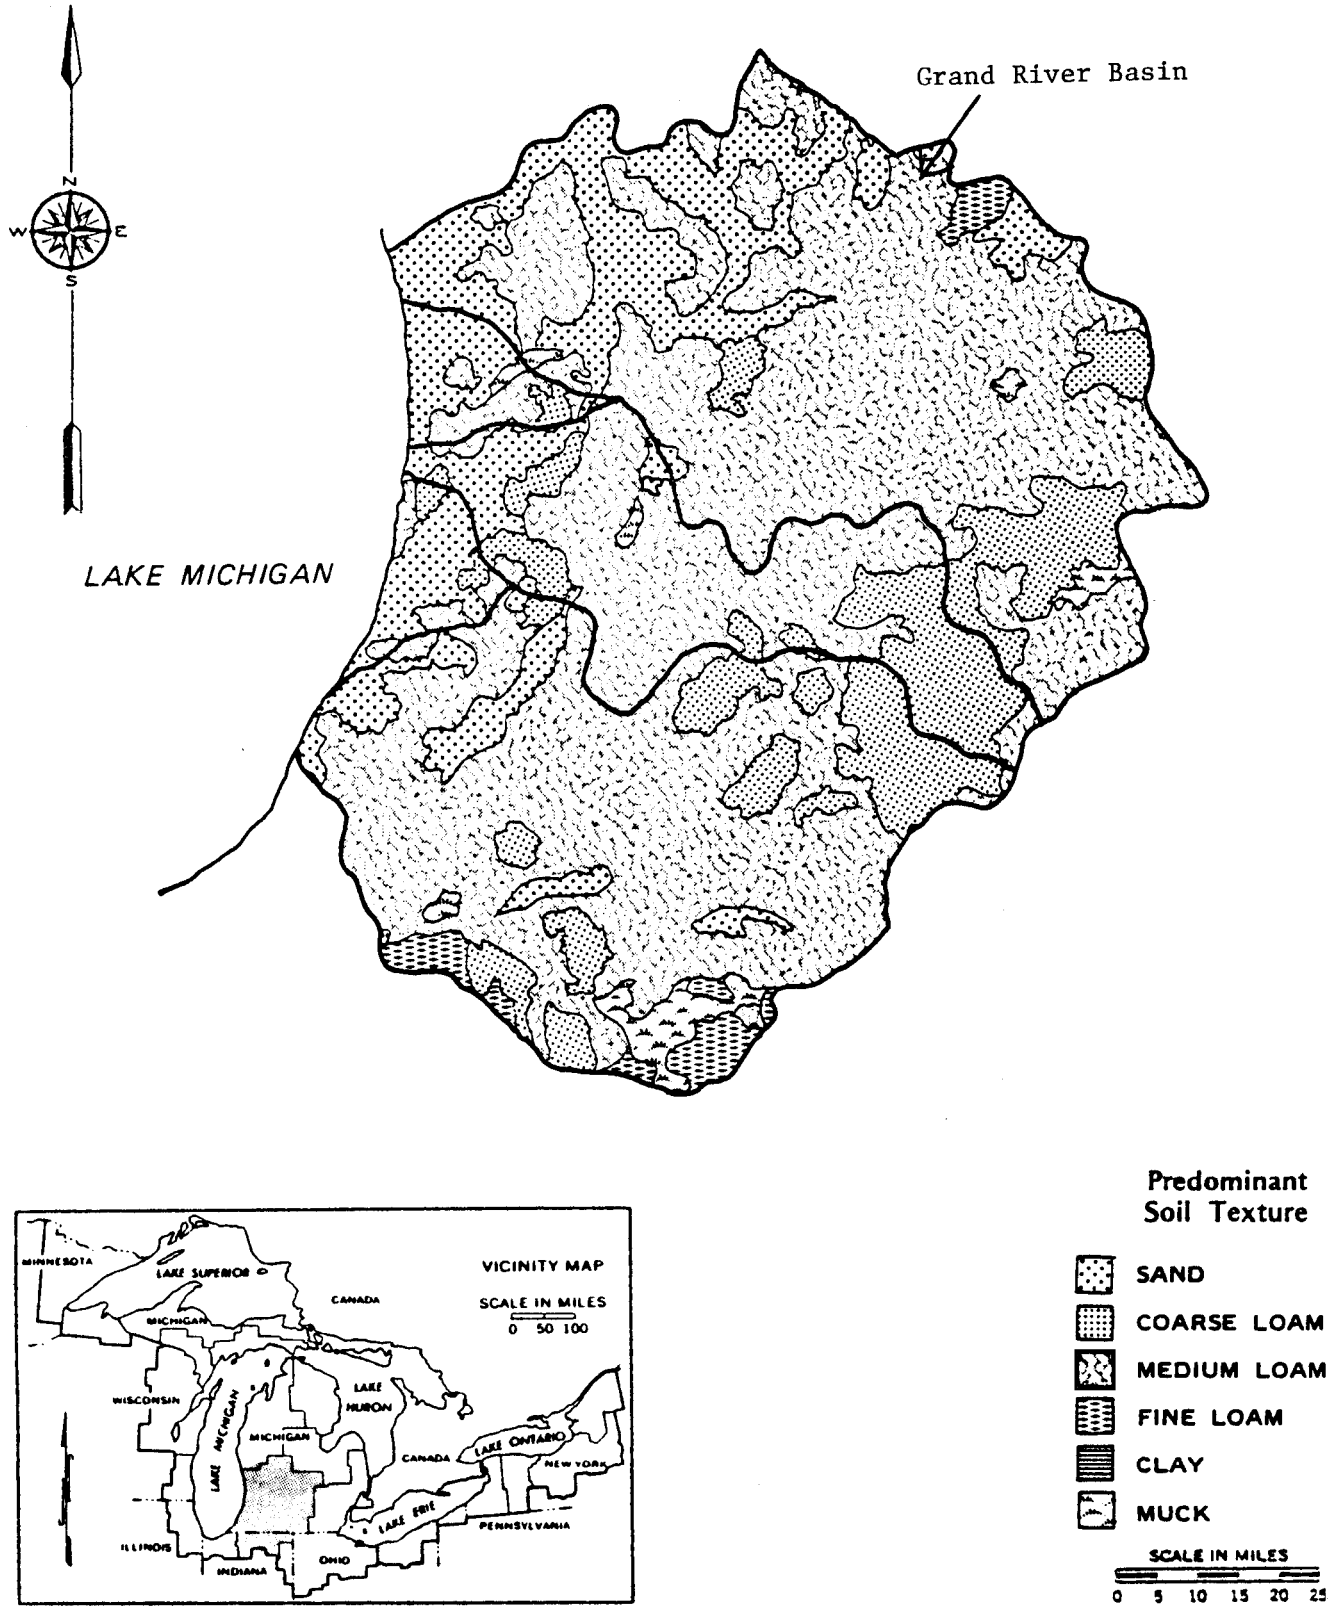 Grand River Basin
N
W E
S
LAKE MICHIGAN
Predominant
Soil Texture
SAND
COARSE LOAM
MEDIUM LOAM
FINE LOAM
CLAY
MUCK
SCALE IN MILES
0 5 10 15 20 25
VICINITY MAP
SCALE IN MILES
0 50 100
MINNESOTA
LAKE SUPERIOR
CANADA
MICHIGAN
WISCONSIN
LAKE MICHIGAN
LAKE
HURON
MICHIGAN
CANADA
LAKE ONTARIO
NEW YORK
LAKE ERIE
PENNSYLVANIA
ILLINOIS
INDIANA
OHIO